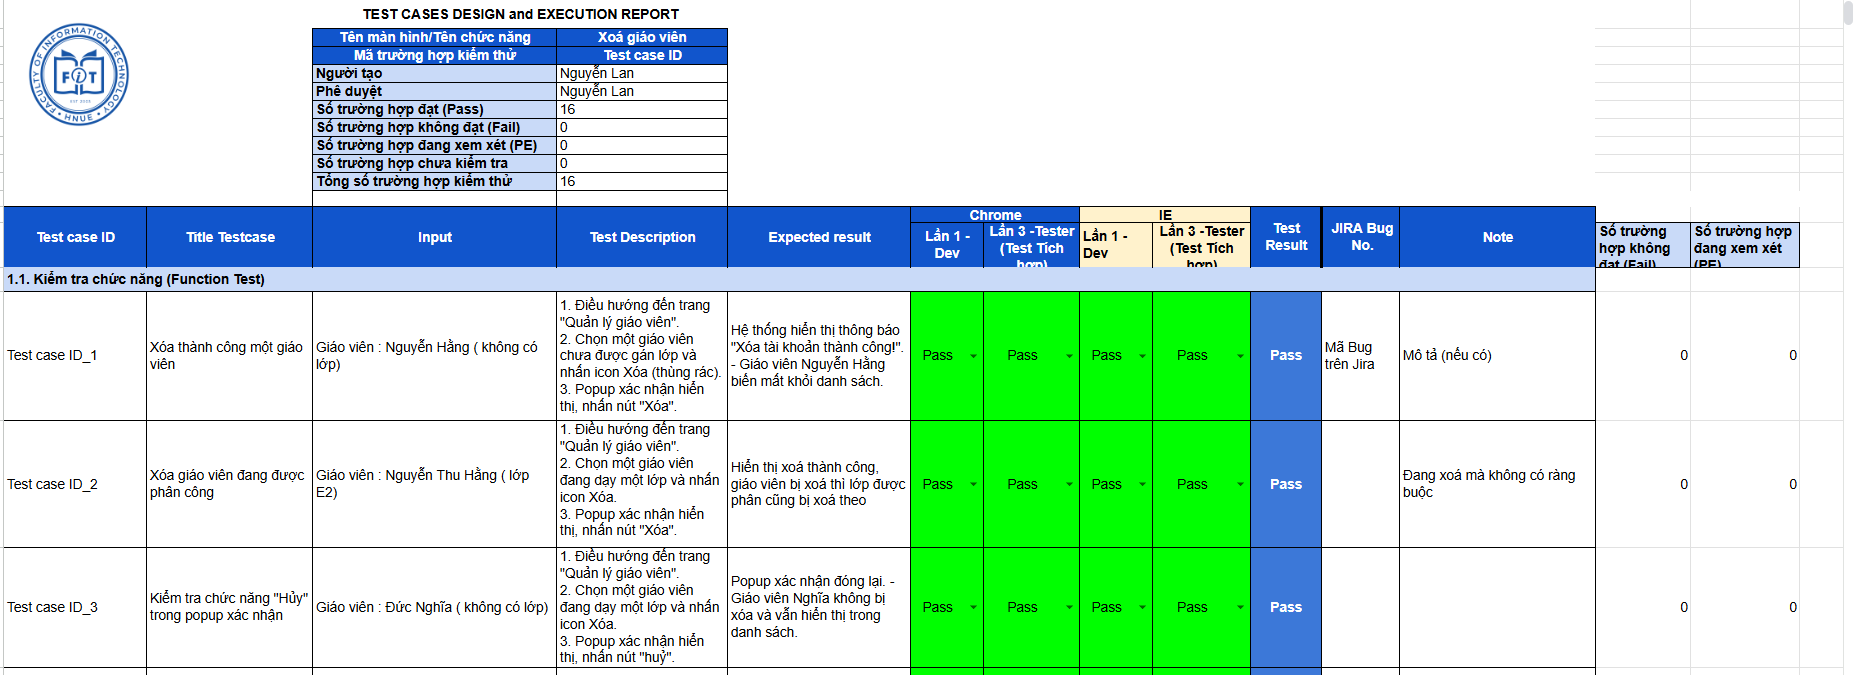 TEST CASES DESIGN and EXECUTION REPORT
FACULTY OF INFORMATION TECHNOLOGY
FiT
HNUE
Tên màn hình/Tên chức năng
Xoá giáo viên
Mã trường hợp kiểm thử
Test case ID
Người tạo
Nguyễn Lan
Phê duyệt
Nguyễn Lan
Số trường hợp đạt (Pass)
16
Số trường hợp không đạt (Fail)
0
Số trường hợp đang xem xét (PE)
0
Số trường hợp chưa kiểm tra
0
Tổng số trường hợp kiểm thử
16
Test case ID
Title Testcase
Input
Test Description
Expected result
Chrome
Lần 1 -
Dev
Lần 3 -Tester
(Test Tích
hợp)
IE
Lần 1 -
Dev
Lần 3 -Tester
(Test Tích
hợp)
Test
Result
JIRA Bug
No.
Note
Số trường
hợp không
đạt (Fail)
Số trường hợp
đang xem xét
(PE)
1.1. Kiểm tra chức năng (Function Test)
Test case ID_1
Xóa thành công một giáo
viên
Giáo viên : Nguyễn Hằng ( không có
lớp)
1. Điều hướng đến trang
"Quản lý giáo viên".
2. Chọn một giáo viên
chưa được gán lớp và
nhấn icon Xóa (thùng rác).
3. Popup xác nhận hiển
thị, nhấn nút "Xóa".
Hệ thống hiển thị thông báo
"Xóa tài khoản thành công!".
- Giáo viên Nguyễn Hằng
biến mất khỏi danh sách.
Pass
Pass
Pass
Pass
Pass
Mã Bug
trên Jira
Mô tả (nếu có)
0
0
Test case ID_2
Xóa giáo viên đang được
phân công
Giáo viên : Nguyễn Thu Hằng ( lớp
E2)
1. Điều hướng đến trang
"Quản lý giáo viên".
2. Chọn một giáo viên
đang dạy một lớp và nhấn
icon Xóa.
3. Popup xác nhận hiển
thị, nhấn nút "Xóa".
Hiển thị xoá thành công,
giáo viên bị xoá thì lớp được
phân cũng bị xoá theo
Pass
Pass
Pass
Pass
Pass
Đang xoá mà không có ràng
buộc
0
0
Test case ID_3
Kiểm tra chức năng "Hủy"
trong popup xác nhận
Giáo viên : Đức Nghĩa ( không có lớp)
1. Điều hướng đến trang
"Quản lý giáo viên".
2. Chọn một giáo viên
đang dạy một lớp và nhấn
icon Xóa.
3. Popup xác nhận hiển
thị, nhấn nút "huỷ".
Popup xác nhận đóng lại. -
Giáo viên Nghĩa không bị
xóa và vẫn hiển thị trong
danh sách.
Pass
Pass
Pass
Pass
Pass
0
0